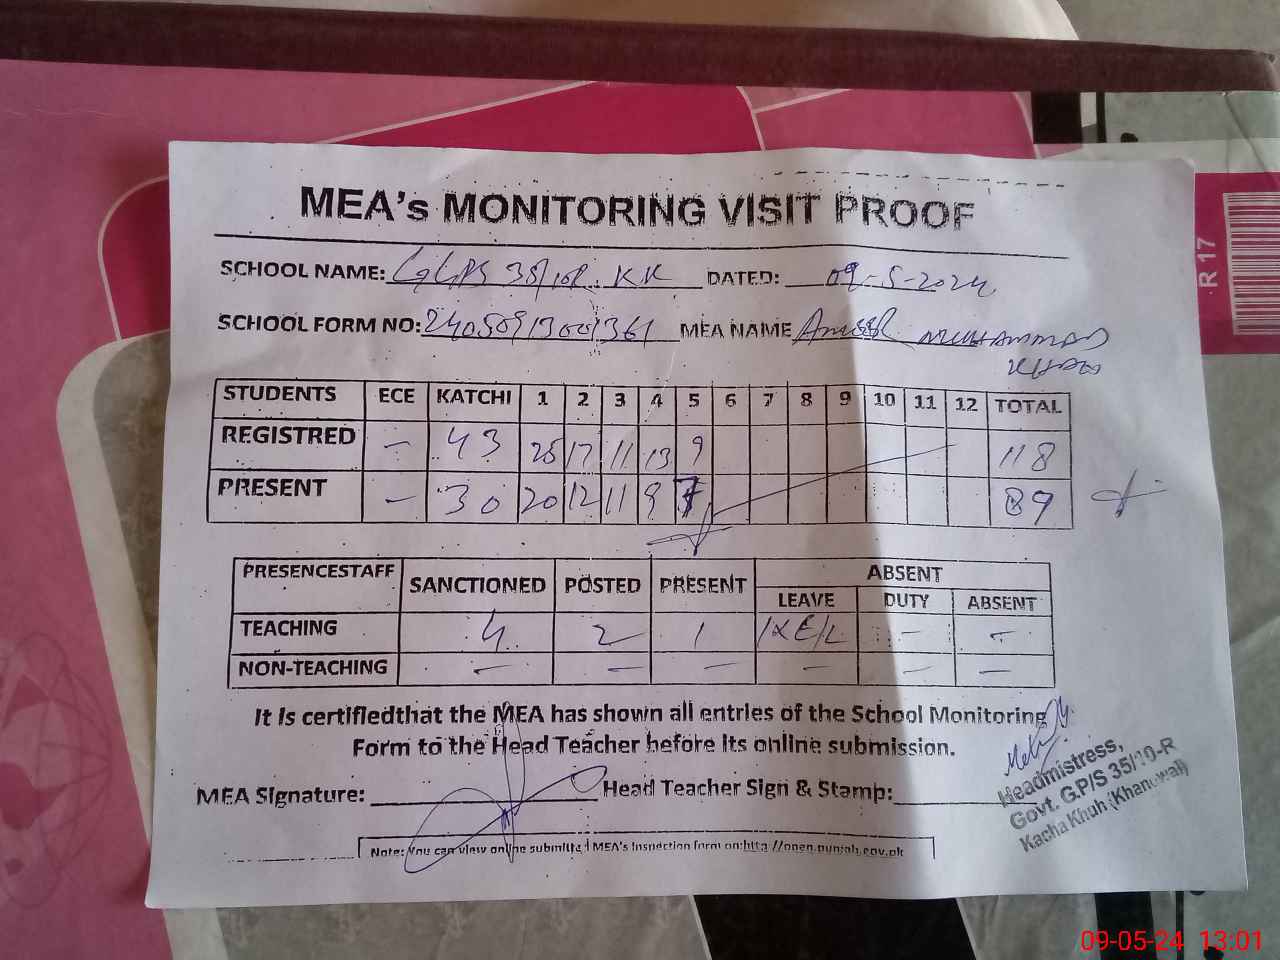 R 17
MEA's MONITORING VISIT PROOF
SCHOOL NAME: GGPS 35/10R. KK DATED: 09-5-2024
SCHOOL FORM NO: 24050913001361 MEA NAME MUHAMMAD
KHAN
STUDENTS ECE KATCHI 1 2 3 4 5 6 7 8 9 10 11 12 TOTAL
REGISTRED - 43 25 17 11 13 9 118
PRESENT - 30 20 12 11 9 7 89
PRESENCESTAFF SANCTIONED POSTED PRESENT ABSENT
LEAVE DUTY ABSENT
TEACHING 4 2 1 1XE/L - -
NON-TEACHING - - - - - -
It Is certifiedthat the MEA has shown all entries of the School Monitoring
Form to the Head Teacher before its online submission.
MEA Signature: Head Teacher Sign & Stamp:
Headmistress,
Govt. G.P/S 35/10-R
Kacha Khuh (Khanewal)
Note: You can view online submitted MEA's Inspection form on:http://open.punjab.gov.pk
09-05-24 13:01